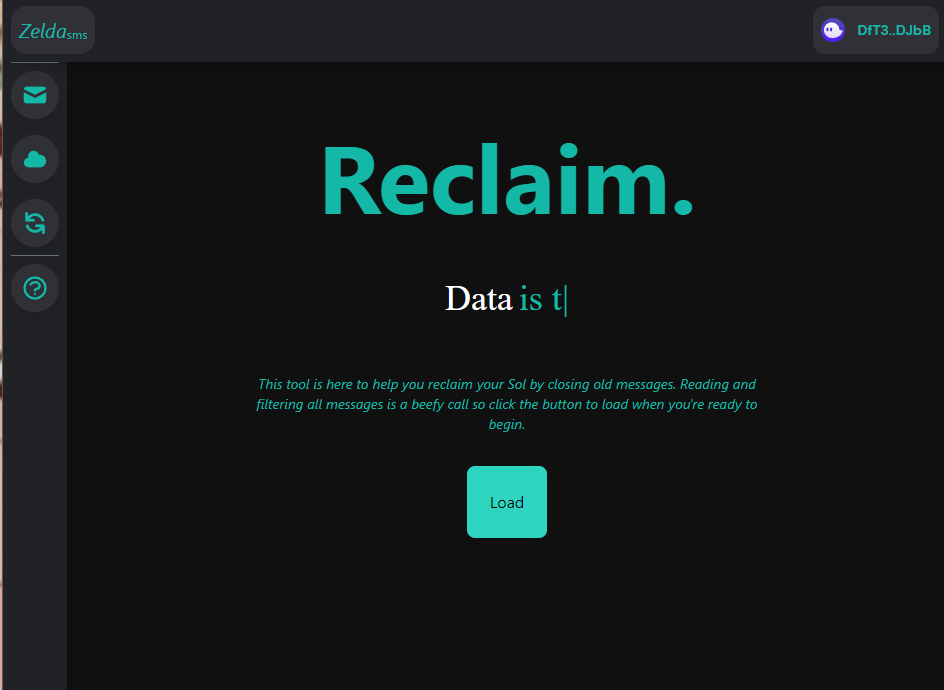 Zeldasms
DfT3..DJbB
Reclaim.
Data is t|
This tool is here to help you reclaim your Sol by closing old messages. Reading and
filtering all messages is a beefy call so click the button to load when you're ready to
begin.
Load